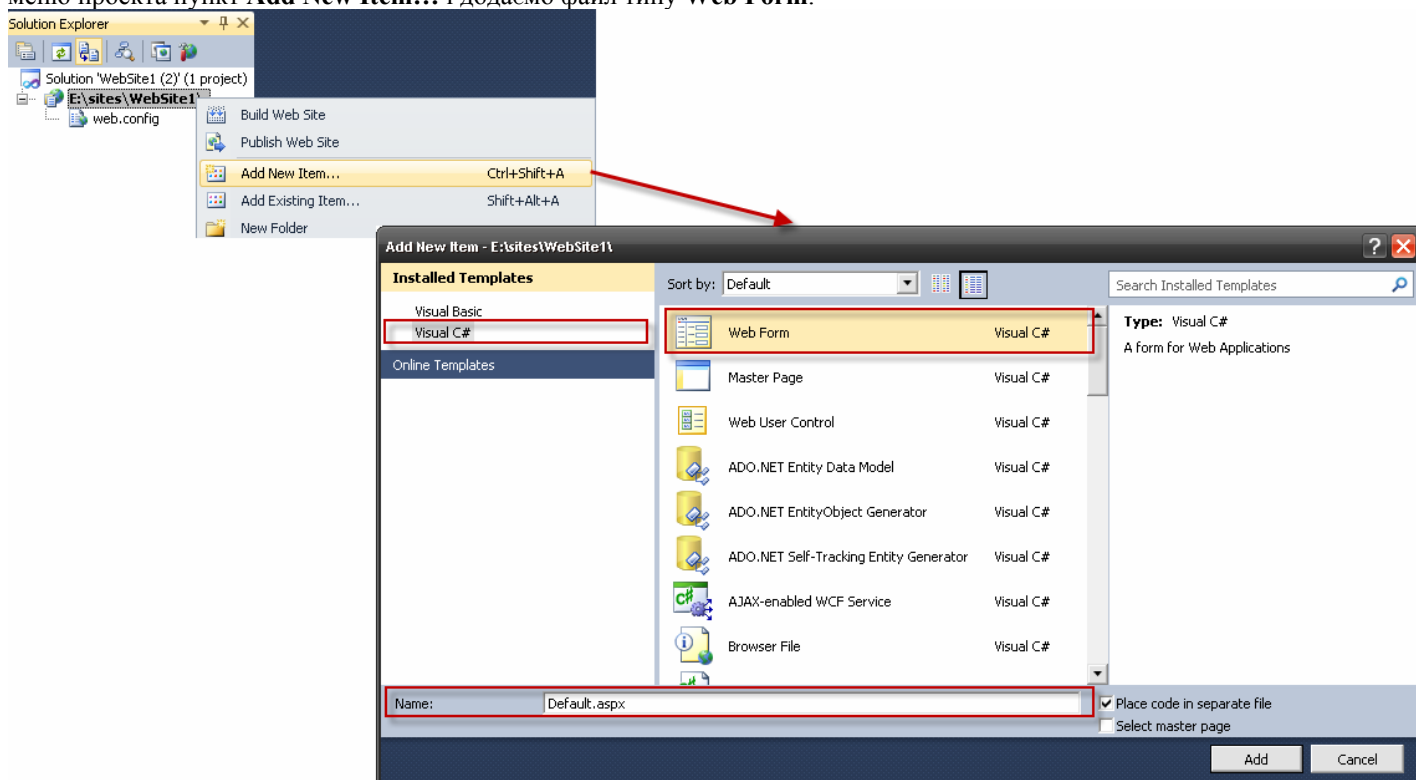 меню проекта пункт Add New Item… і додаємо файл типу Web Form.
Solution Explorer
Solution 'WebSite1 (2)' (1 project)
E:\sites\WebSite1\
web.config
Build Web Site
Publish Web Site
Add New Item... Ctrl+Shift+A
Add Existing Item... Shift+Alt+A
New Folder
Add New Item - E:\sites\WebSite1\
Installed Templates
Visual Basic
Visual C#
Online Templates
Sort by: Default
Search Installed Templates
Web Form Visual C#
Master Page Visual C#
Web User Control Visual C#
ADO.NET Entity Data Model Visual C#
ADO.NET EntityObject Generator Visual C#
ADO.NET Self-Tracking Entity Generator Visual C#
AJAX-enabled WCF Service Visual C#
Browser File Visual C#
Type: Visual C#
A form for Web Applications
Name: Default.aspx
Place code in separate file
Select master page
Add Cancel